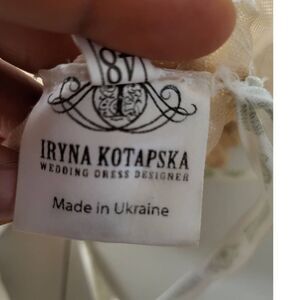 48
IRYNA KOTAPSKA
WEDDING DRESS DESIGNER
Made in Ukraine